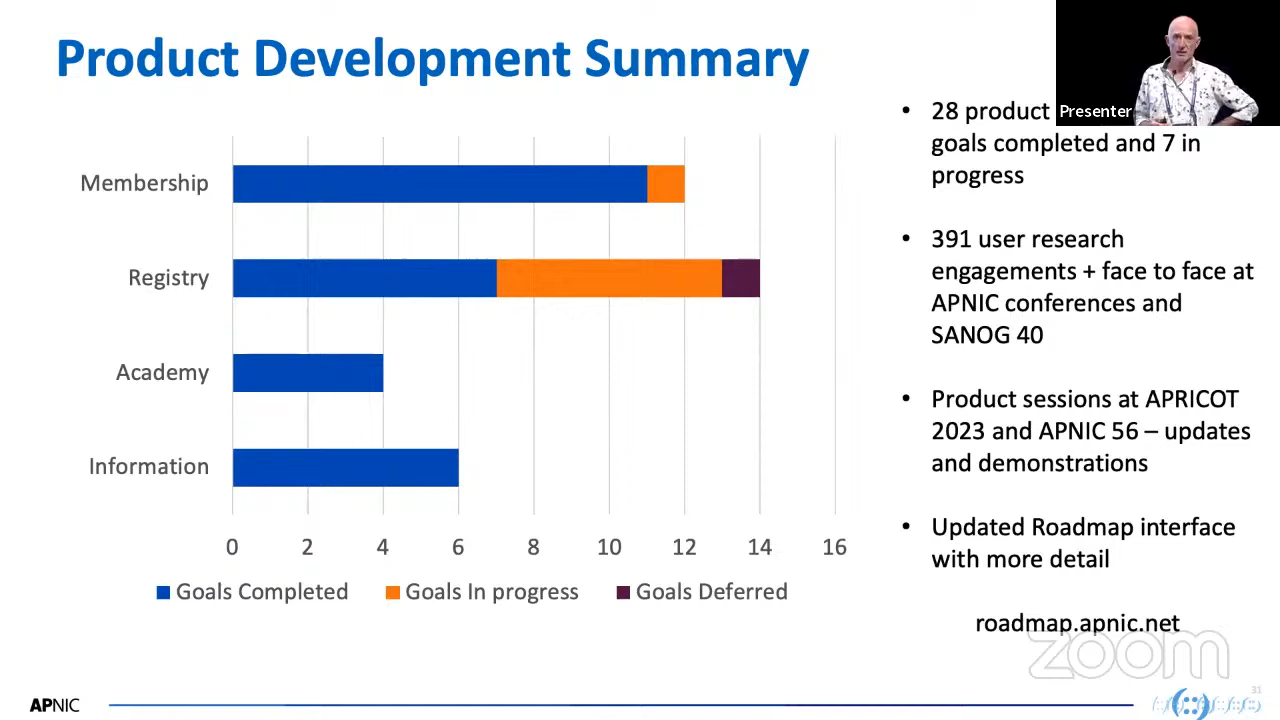 Product Development Summary
Presenter
Membership
Registry
Academy
Information
0 2 4 6 8 10 12 14 16
Goals Completed Goals In progress Goals Deferred
• 28 product
goals completed and 7 in
progress
• 391 user research
engagements + face to face at
APNIC conferences and
SANOG 40
• Product sessions at APRICOT
2023 and APNIC 56 – updates
and demonstrations
• Updated Roadmap interface
with more detail
roadmap.apnic.net
zoom
APNIC
31